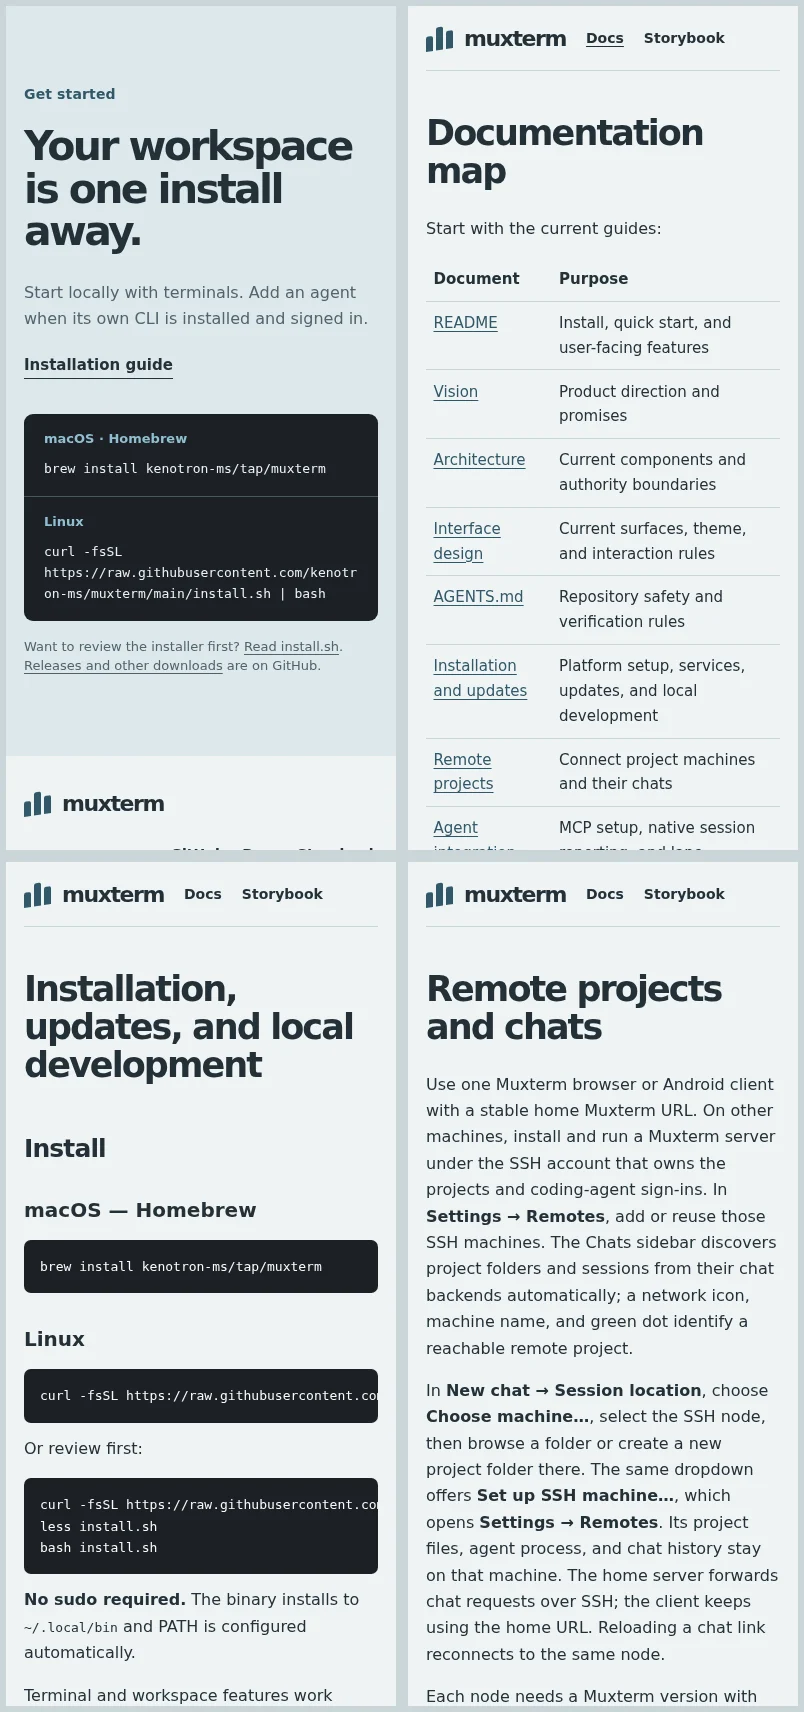 Get started
Your workspace
is one install
away.
Start locally with terminals. Add an agent
when its own CLI is installed and signed in.
Installation guide
macOS · Homebrew
brew install kenotron-ms/tap/muxterm
Linux
curl -fsSL
https://raw.githubusercontent.com/kenotr
on-ms/muxterm/main/install.sh | bash
Want to review the installer first? Read install.sh.
Releases and other downloads are on GitHub.
muxterm
muxterm Docs Storybook
Documentation
map
Start with the current guides:
Document Purpose
README Install, quick start, and
user-facing features
Vision Product direction and
promises
Architecture Current components and
authority boundaries
Interface Current surfaces, theme,
design and interaction rules
AGENTS.md Repository safety and
verification rules
Installation Platform setup, services,
and updates updates, and local
development
Remote Connect project machines
projects and their chats
Agent MCP setup, native session
muxterm Docs Storybook
Installation,
updates, and local
development
Install
macOS — Homebrew
brew install kenotron-ms/tap/muxterm
Linux
curl -fsSL https://raw.githubusercontent.com
Or review first:
curl -fsSL https://raw.githubusercontent.com
less install.sh
bash install.sh
No sudo required. The binary installs to
~/.local/bin and PATH is configured
automatically.
Terminal and workspace features work
muxterm Docs Storybook
Remote projects
and chats
Use one Muxterm browser or Android client
with a stable home Muxterm URL. On other
machines, install and run a Muxterm server
under the SSH account that owns the
projects and coding-agent sign-ins. In
Settings → Remotes, add or reuse those
SSH machines. The Chats sidebar discovers
project folders and sessions from their chat
backends automatically; a network icon,
machine name, and green dot identify a
reachable remote project.
In New chat → Session location, choose
Choose machine…, select the SSH node,
then browse a folder or create a new
project folder there. The same dropdown
offers Set up SSH machine…, which
opens Settings → Remotes. Its project
files, agent process, and chat history stay
on that machine. The home server forwards
chat requests over SSH; the client keeps
using the home URL. Reloading a chat link
reconnects to the same node.
Each node needs a Muxterm version with